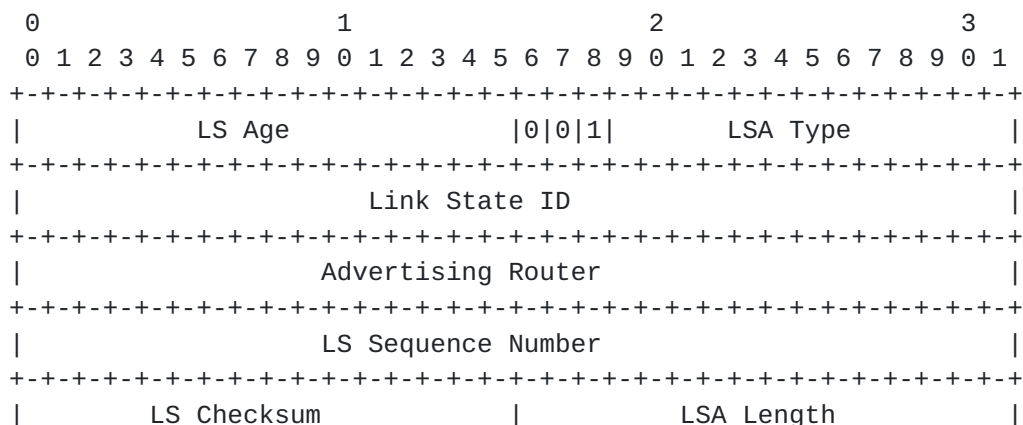 0                   1                   2                   3
 0 1 2 3 4 5 6 7 8 9 0 1 2 3 4 5 6 7 8 9 0 1 2 3 4 5 6 7 8 9 0 1
+-+-+-+-+-+-+-+-+-+-+-+-+-+-+-+-+-+-+-+-+-+-+-+-+-+-+-+-+-+-+-+-+
|           LS Age              |0|0|1|       LSA Type          |
+-+-+-+-+-+-+-+-+-+-+-+-+-+-+-+-+-+-+-+-+-+-+-+-+-+-+-+-+-+-+-+-+
|                      Link State ID                            |
+-+-+-+-+-+-+-+-+-+-+-+-+-+-+-+-+-+-+-+-+-+-+-+-+-+-+-+-+-+-+-+-+
|                   Advertising Router                          |
+-+-+-+-+-+-+-+-+-+-+-+-+-+-+-+-+-+-+-+-+-+-+-+-+-+-+-+-+-+-+-+-+
|                   LS Sequence Number                          |
+-+-+-+-+-+-+-+-+-+-+-+-+-+-+-+-+-+-+-+-+-+-+-+-+-+-+-+-+-+-+-+-+
|        LS Checksum            |          LSA Length           |